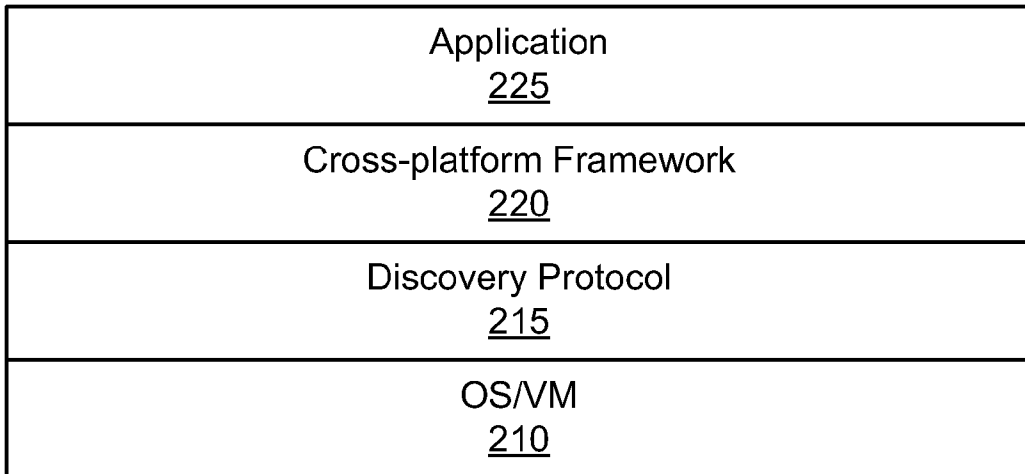 Application
225
Cross-platform Framework
220
Discovery Protocol
215
OS/VM
210